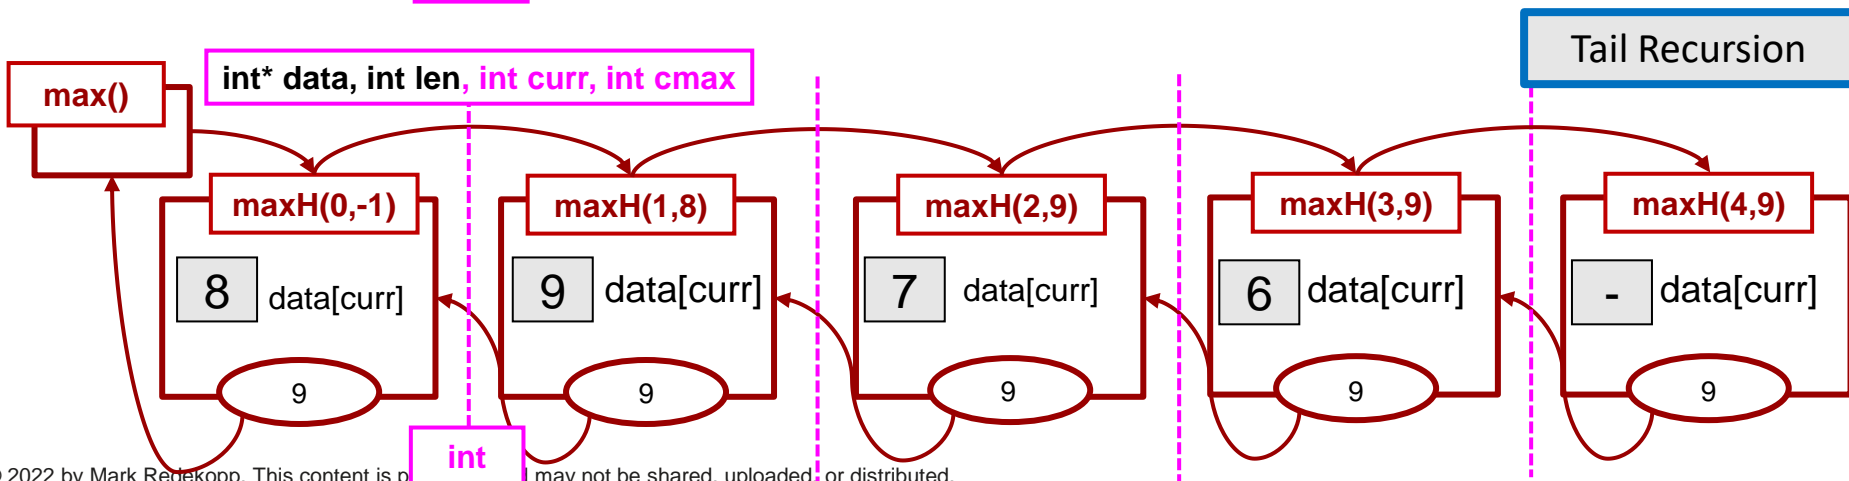 Tail Recursion
max()
int* data, int len, int curr, int cmax
maxH(0,-1)
maxH(1,8)
maxH(2,9)
maxH(3,9)
maxH(4,9)
8 data[curr]
9 data[curr]
7 data[curr]
6 data[curr]
- data[curr]
9
9
9
9
9
int
2022 by Mark Redekopp. This content is may not be shared, uploaded, or distributed.